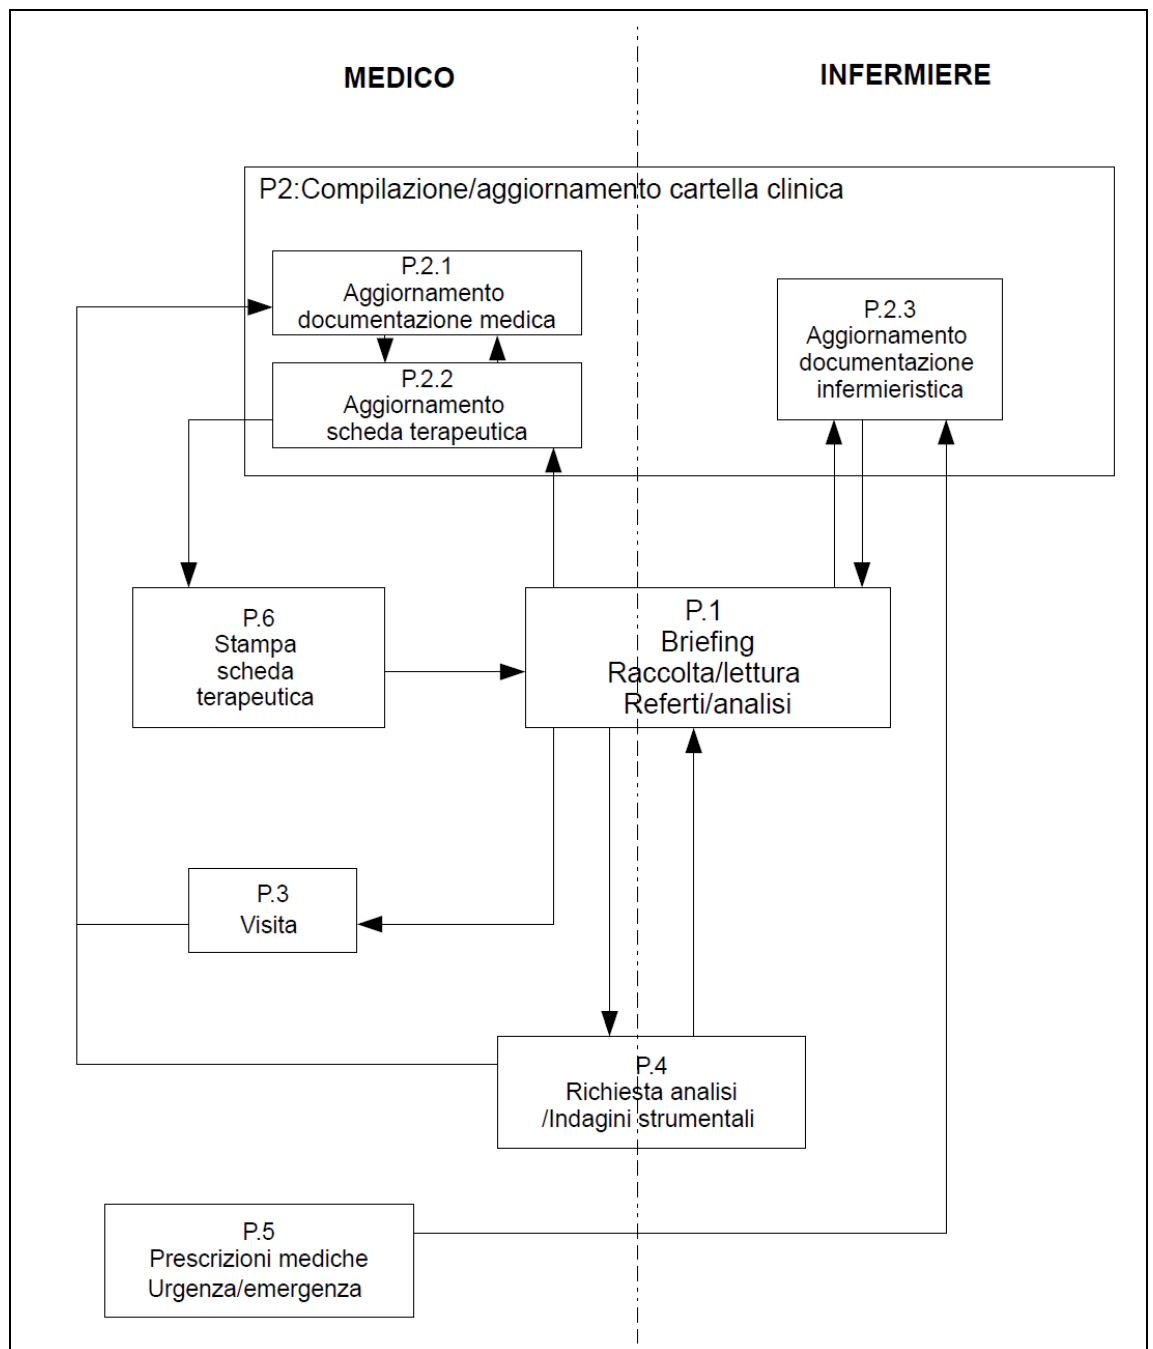 MEDICO
INFERMIERE
P2:Compilazione/aggiornamento cartella clinica
P.2.1
Aggiornamento
documentazione medica
P.2.2
Aggiornamento
scheda terapeutica
P.2.3
Aggiornamento
documentazione
infermieristica
P.6
Stampa
scheda
terapeutica
P.1
Briefing
Raccolta/lettura
Referti/analisi
P.3
Visita
P.4
Richiesta analisi
/Indagini strumentali
P.5
Prescrizioni mediche
Urgenza/emergenza